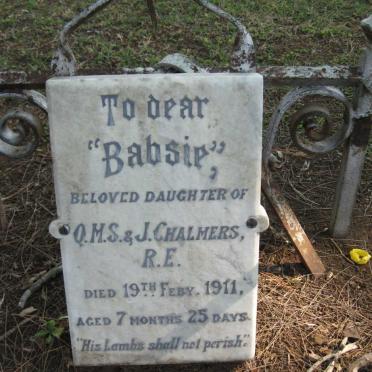 To dear
"Babsie",
BELOVED DAUGHTER OF
Q.M.S. & J. CHALMERS,
R.E.
DIED 19TH FEBY. 1911,
AGED 7 MONTHS 25 DAYS.
"His Lambs shall not perish".